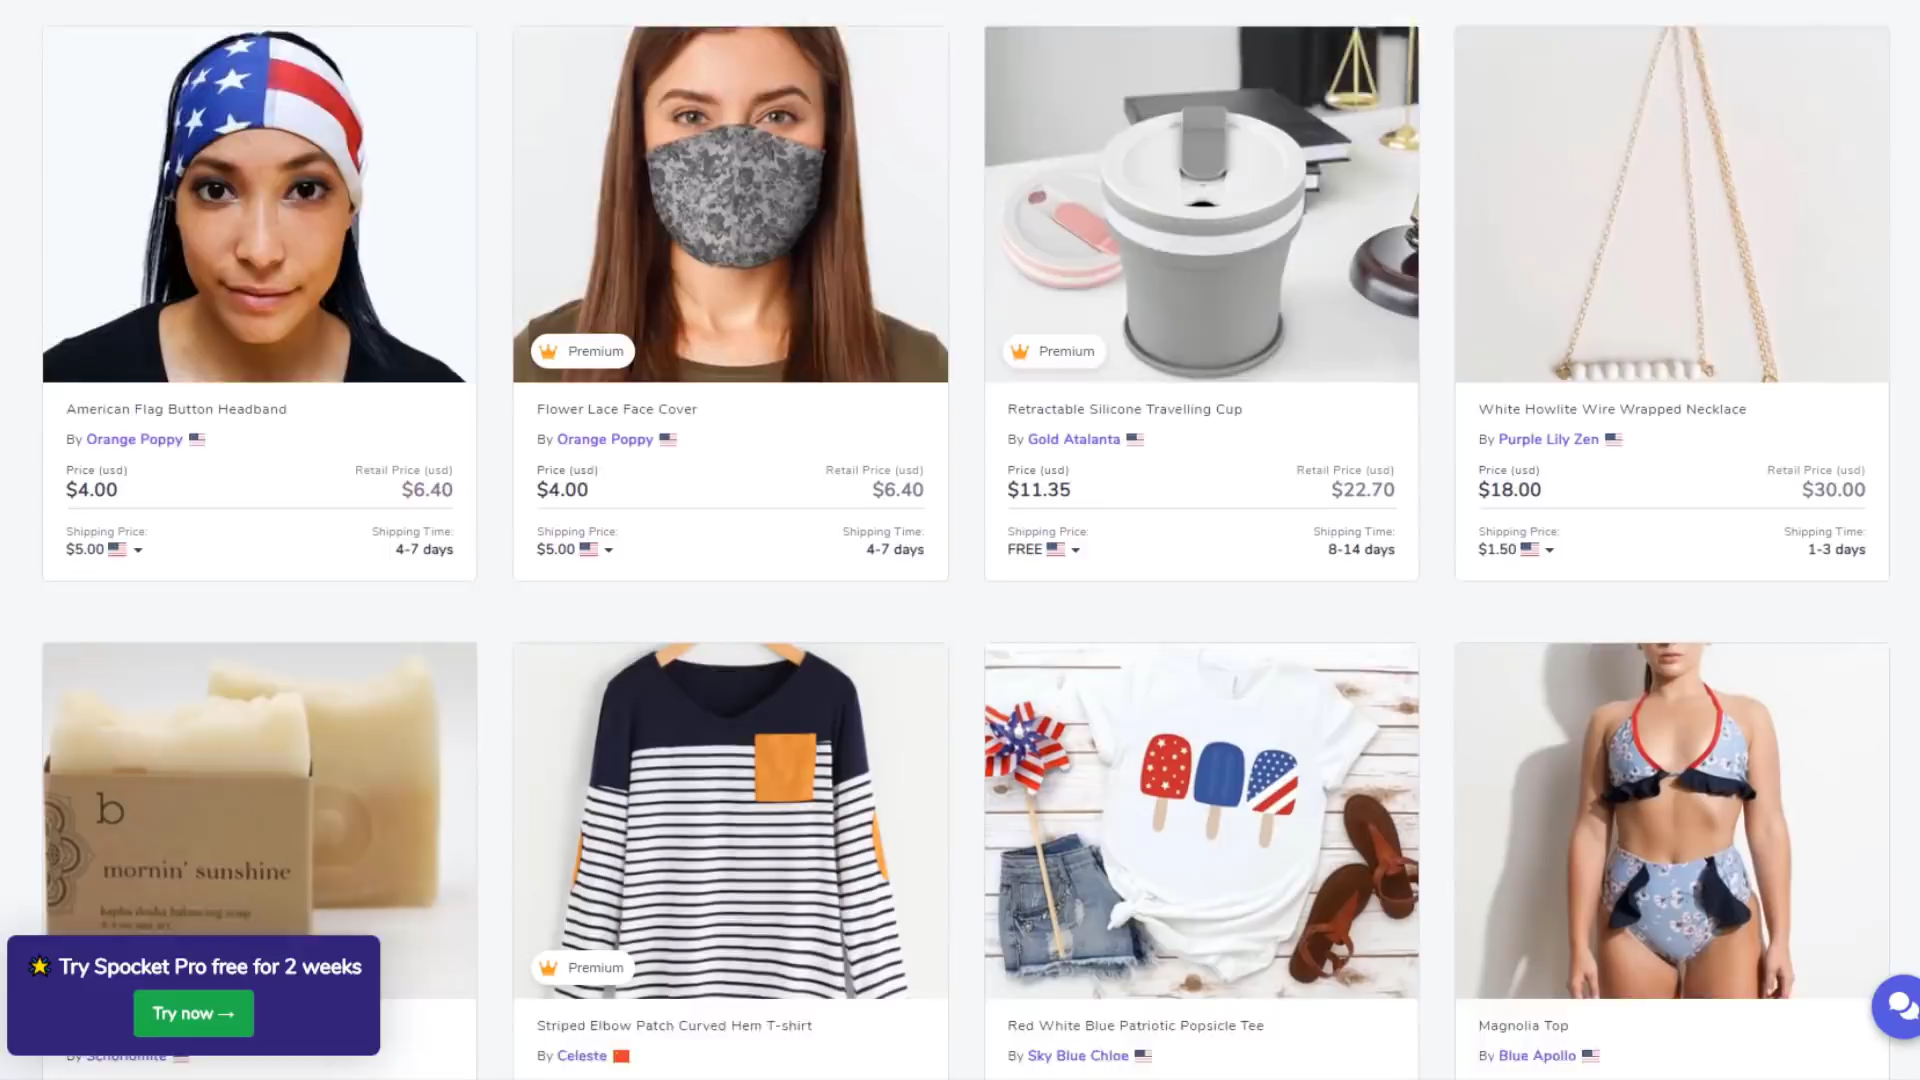 Premium
Premium
American Flag Button Headband
By Orange Poppy
Price (usd)
Retail Price (usd)
$4.00
$6.40
Shipping Price:
Shipping Time:
$5.00
4-7 days
Flower Lace Face Cover
By Orange Poppy
Price (usd)
Retail Price (usd)
$4.00
$6.40
Shipping Price:
Shipping Time:
$5.00
4-7 days
Retractable Silicone Travelling Cup
By Gold Atalanta
Price (usd)
Retail Price (usd)
$11.35
$22.70
Shipping Price:
Shipping Time:
FREE
8-14 days
White Howlite Wire Wrapped Necklace
By Purple Lily Zen
Price (usd)
Retail Price (usd)
$18.00
$30.00
Shipping Price:
Shipping Time:
$1.50
1-3 days
b
mornin' sunshine
kapha dosha balancing soap
Try Spocket Pro free for 2 weeks
Try now →
By
Premium
Striped Elbow Patch Curved Hem T-shirt
By Celeste
Red White Blue Patriotic Popsicle Tee
By Sky Blue Chloe
Magnolia Top
By Blue Apollo